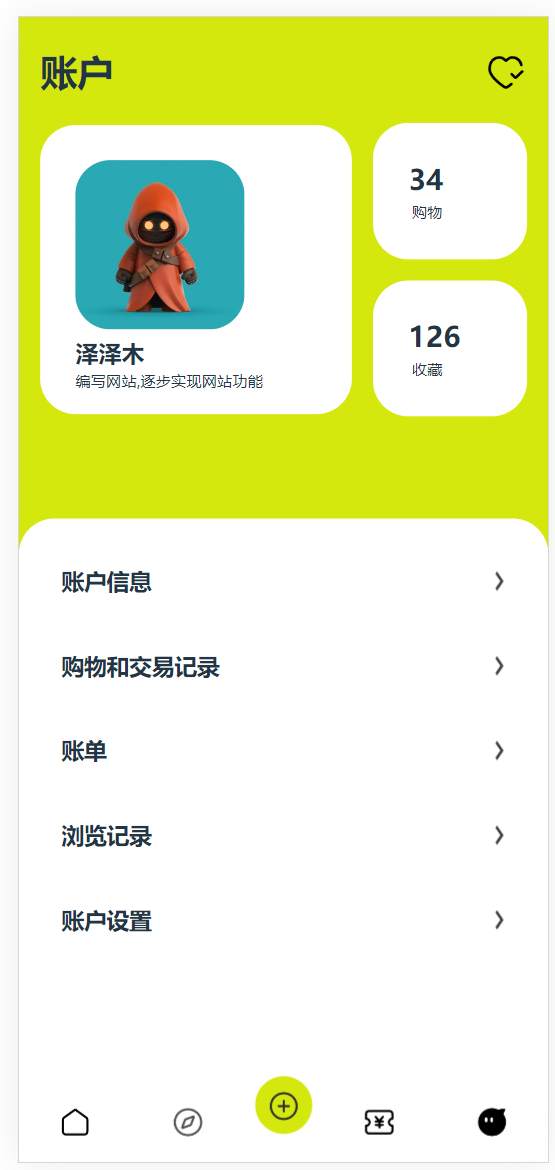 账户
34
购物
126
收藏
泽泽木
编写网站,逐步实现网站功能
账户信息
购物和交易记录
账单
浏览记录
账户设置